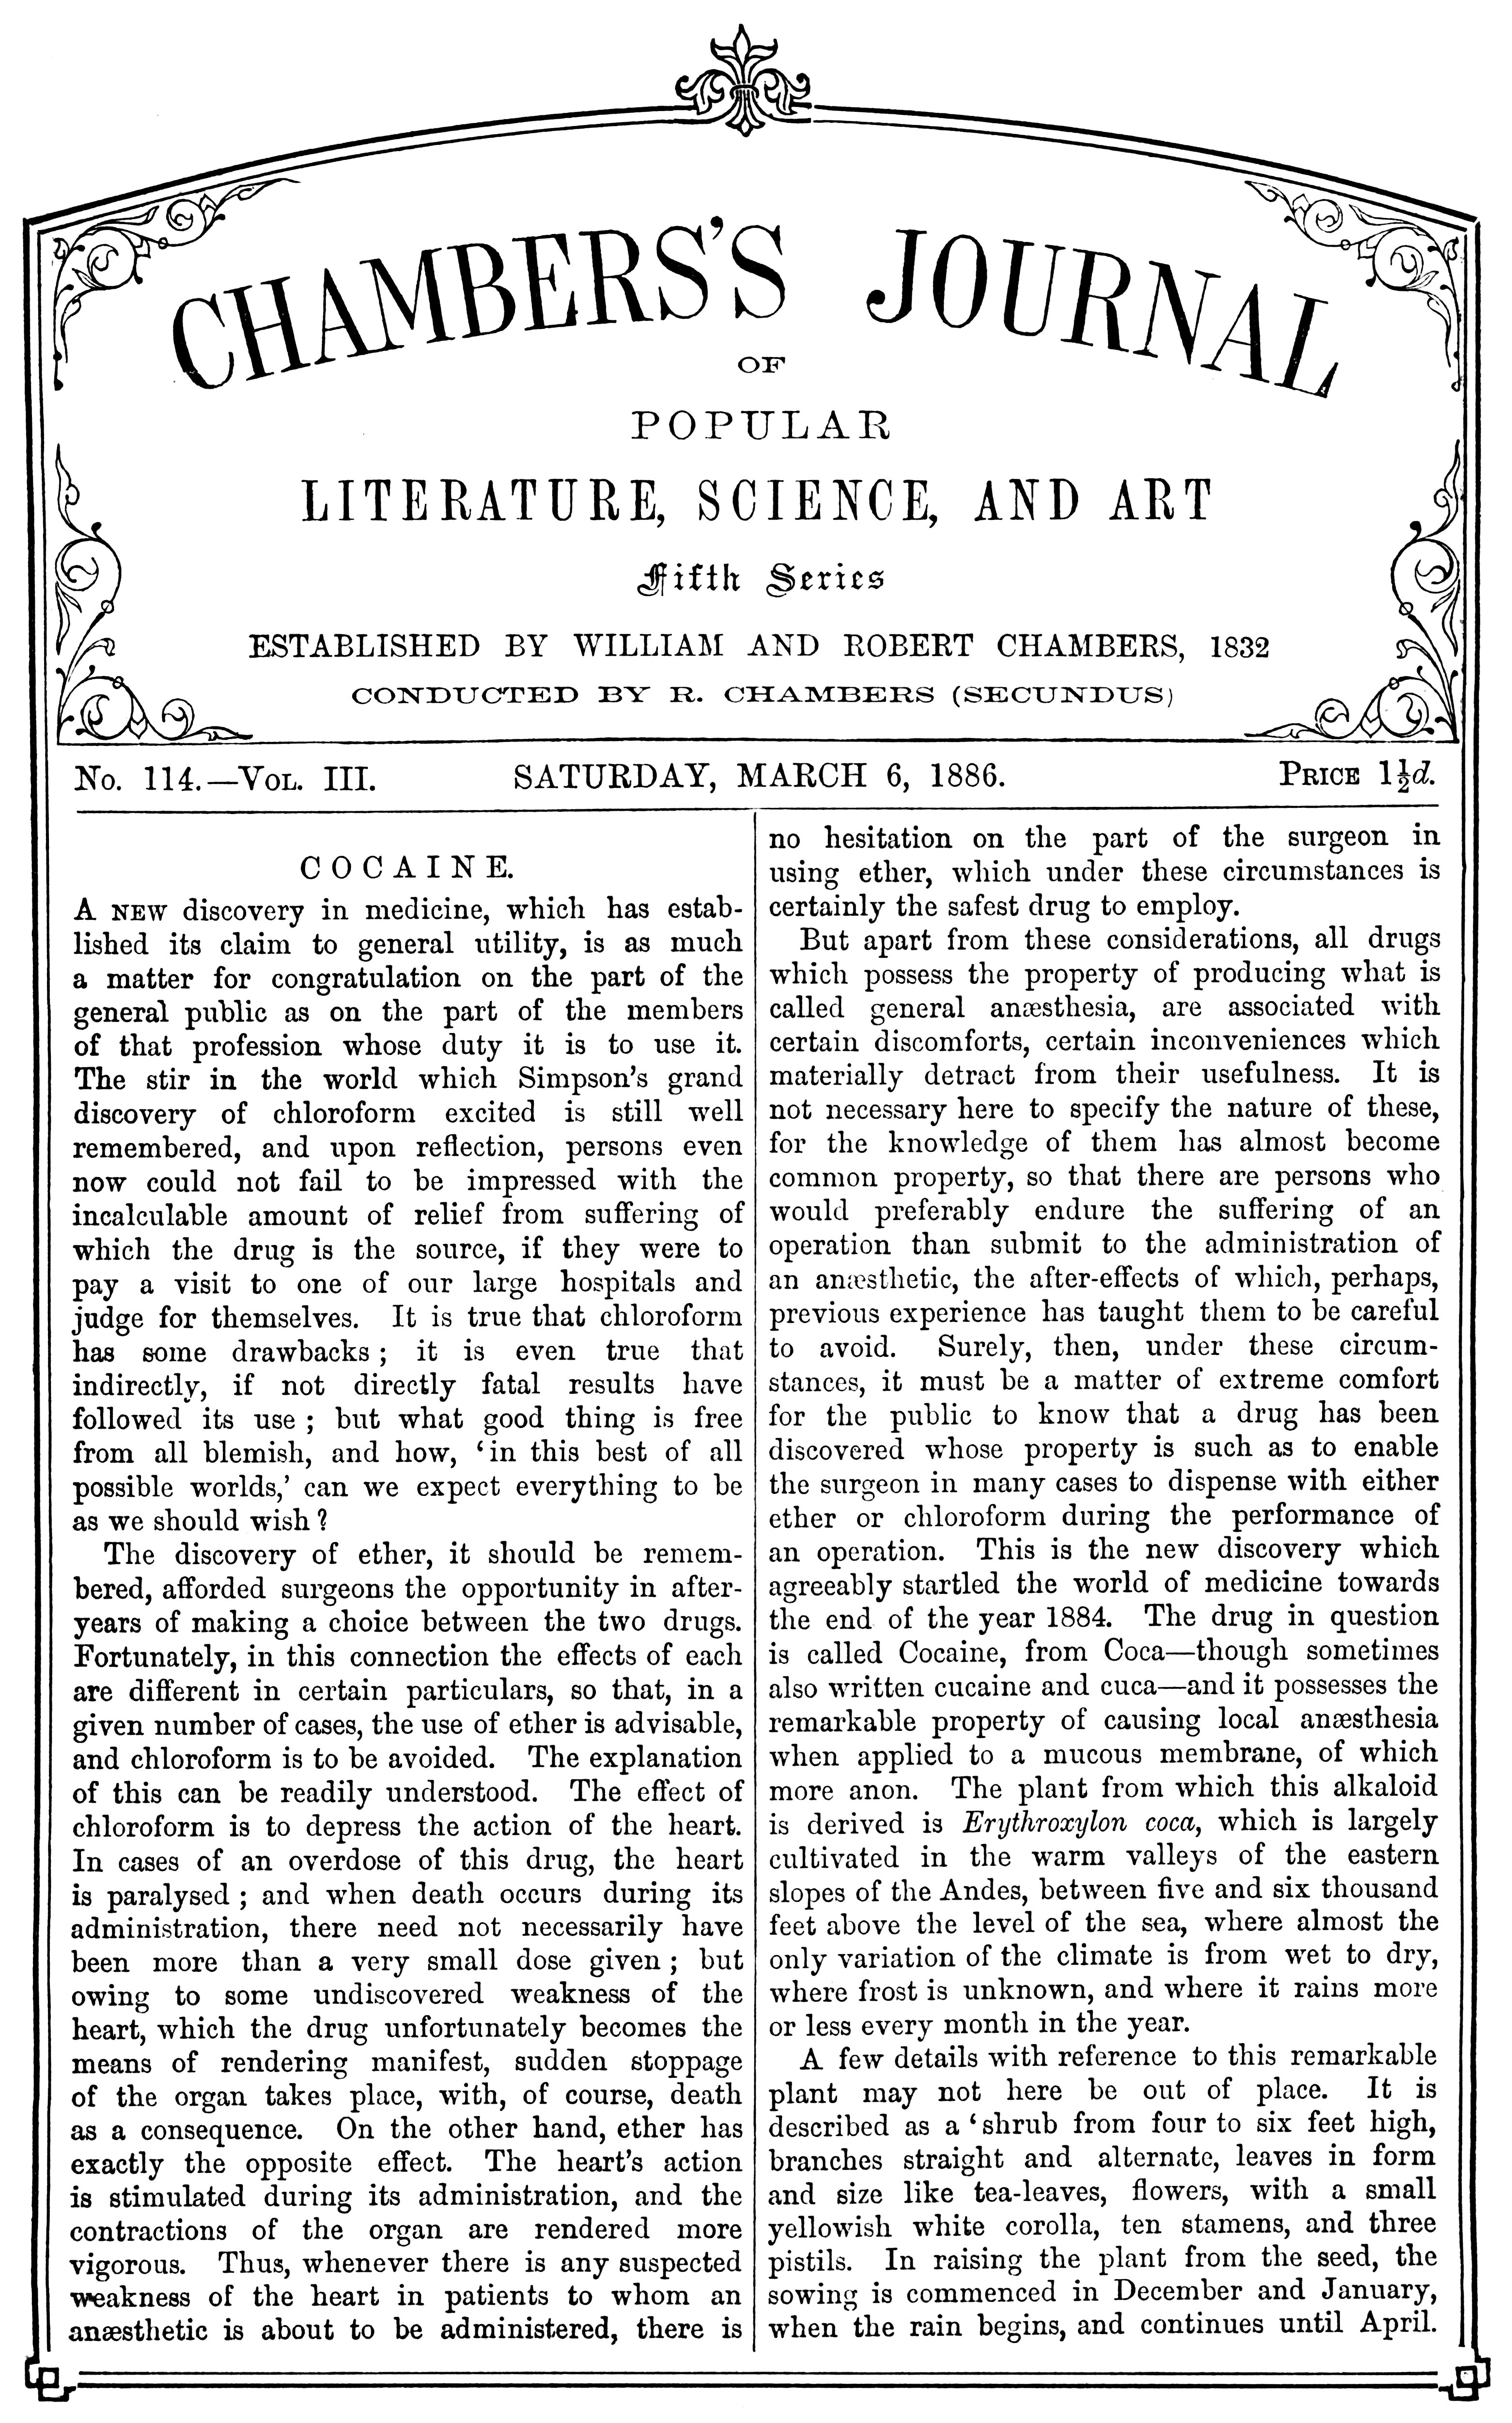 CHAMBERS'S JOURNAL
OF
POPULAR
LITERATURE, SCIENCE, AND ART
Fifth Series
ESTABLISHED BY WILLIAM AND ROBERT CHAMBERS, 1832
CONDUCTED BY R. CHAMBERS (SECUNDUS)
No. 114.—VOL. III.
SATURDAY, MARCH 6, 1886.
PRICE 1½d.
COCAINE.
A NEW discovery in medicine, which has estab-
lished its claim to general utility, is as much
a matter for congratulation on the part of the
general public as on the part of the members
of that profession whose duty it is to use it.
The stir in the world which Simpson's grand
discovery of chloroform excited is still well
remembered, and upon reflection, persons even
now could not fail to be impressed with the
incalculable amount of relief from suffering of
which the drug is the source, if they were to
pay a visit to one of our large hospitals and
judge for themselves. It is true that chloroform
has some drawbacks; it is even true that
indirectly, if not directly fatal results have
followed its use; but what good thing is free
from all blemish, and how, 'in this best of all
possible worlds,' can we expect everything to be
as we should wish?
The discovery of ether, it should be remem-
bered, afforded surgeons the opportunity in after-
years of making a choice between the two drugs.
Fortunately, in this connection the effects of each
are different in certain particulars, so that, in a
given number of cases, the use of ether is advisable,
and chloroform is to be avoided. The explanation
of this can be readily understood. The effect of
chloroform is to depress the action of the heart.
In cases of an overdose of this drug, the heart
is paralysed; and when death occurs during its
administration, there need not necessarily have
been more than a very small dose given; but
owing to some undiscovered weakness of the
heart, which the drug unfortunately becomes the
means of rendering manifest, sudden stoppage
of the organ takes place, with, of course, death
as a consequence. On the other hand, ether has
exactly the opposite effect. The heart's action
is stimulated during its administration, and the
contractions of the organ are rendered more
vigorous. Thus, whenever there is any suspected
weakness of the heart in patients to whom an
anæsthetic is about to be administered, there is
no hesitation on the part of the surgeon in
using ether, which under these circumstances is
certainly the safest drug to employ.
But apart from these considerations, all drugs
which possess the property of producing what is
called general anæsthesia, are associated with
certain discomforts, certain inconveniences which
materially detract from their usefulness. It is
not necessary here to specify the nature of these,
for the knowledge of them has almost become
common property, so that there are persons who
would preferably endure the suffering of an
operation than submit to the administration of
an anæsthetic, the after-effects of which, perhaps,
previous experience has taught them to be careful
to avoid. Surely, then, under these circum-
stances, it must be a matter of extreme comfort
for the public to know that a drug has been
discovered whose property is such as to enable
the surgeon in many cases to dispense with either
ether or chloroform during the performance of
an operation. This is the new discovery which
agreeably startled the world of medicine towards
the end of the year 1884. The drug in question
is called Cocaine, from Coca—though sometimes
also written cucaine and cuca—and it possesses the
remarkable property of causing local anæsthesia
when applied to a mucous membrane, of which
more anon. The plant from which this alkaloid
is derived is Erythroxylon coca, which is largely
cultivated in the warm valleys of the eastern
slopes of the Andes, between five and six thousand
feet above the level of the sea, where almost the
only variation of the climate is from wet to dry,
where frost is unknown, and where it rains more
or less every month in the year.
A few details with reference to this remarkable
plant may not here be out of place. It is
described as a 'shrub from four to six feet high,
branches straight and alternate, leaves in form
and size like tea-leaves, flowers, with a small
yellowish white corolla, ten stamens, and three
pistils. In raising the plant from the seed, the
sowing is commenced in December and January,
when the rain begins, and continues until April.